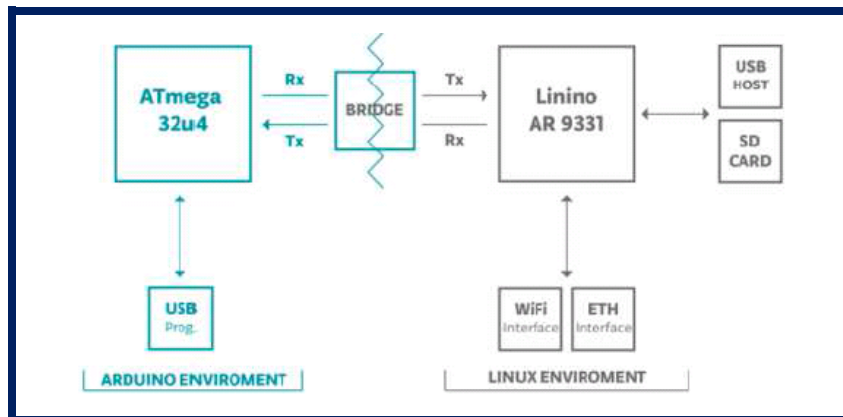 ATmega
32u4
Rx
Tx
BRIDGE
Tx
Rx
Linino
AR 9331
USB
HOST
SD
CARD
USB
Prog.
WiFi
Interface
ETH
Interface
ARDUINO ENVIROMENT
LINUX ENVIROMENT